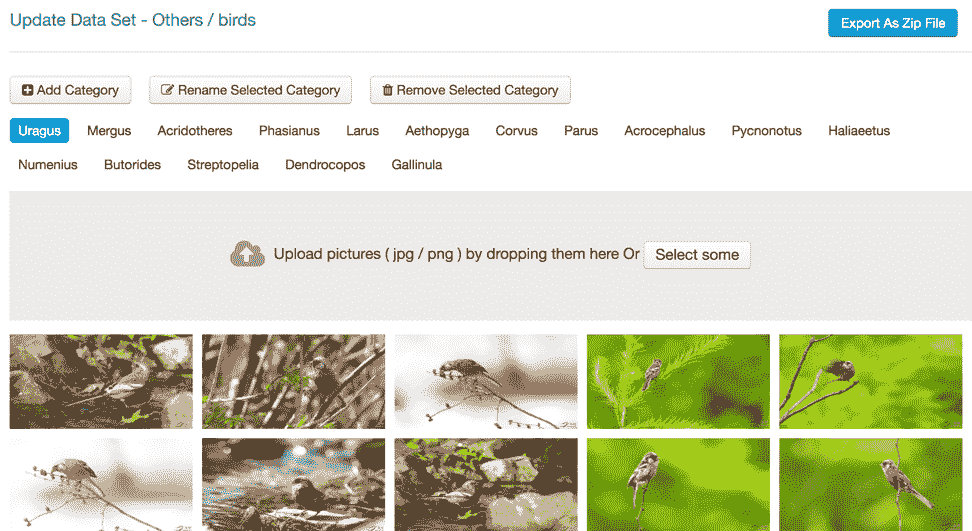 Update Data Set - Others / birds
Export As Zip File
Add Category Rename Selected Category Remove Selected Category
Uragus Mergus Acridotheres Phasianus Larus Aethopyga Corvus Parus Acrocephalus Pycnonotus Haliaeetus
Numenius Butorides Streptopelia Dendrocopos Gallinula
Upload pictures ( jpg / png ) by dropping them here Or Select some